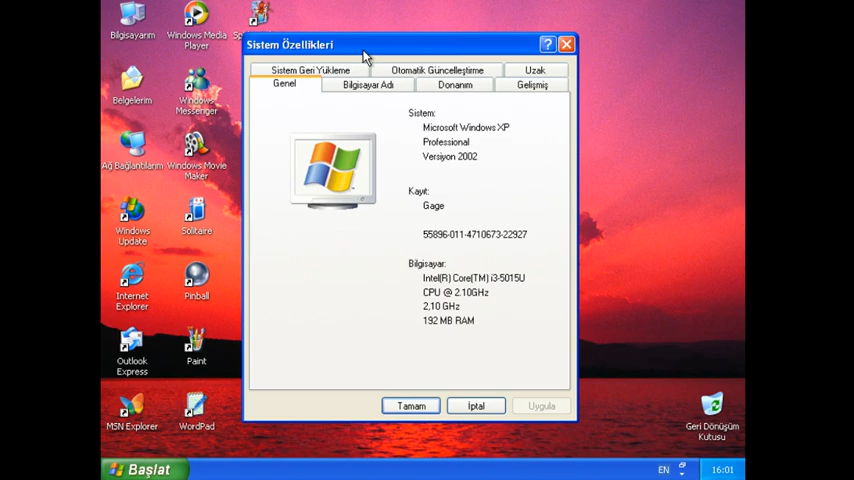 Bilgisayarım
Windows Media
Player
Belgelerim
Windows
Messenger
Ağ Bağlantılarım
Windows Movie
Maker
Windows
Update
Solitaire
Internet
Explorer
Pinball
Outlook
Express
Paint
MSN Explorer
WordPad
Sistem Özellikleri
Sistem Geri Yükleme
Otomatik Güncelleştirme
Uzak
Genel
Bilgisayar Adı
Donanım
Gelişmiş
Sistem:
Microsoft Windows XP
Professional
Versiyon 2002
Kayıt:
Gage
55896-011-4710673-22927
Bilgisayar:
Intel(R) Core(TM) i3-5015U
CPU @ 2.10GHz
2,10 GHz
192 MB RAM
Tamam
İptal
Uygula
Geri Dönüşüm
Kutusu
Başlat
EN
16:01